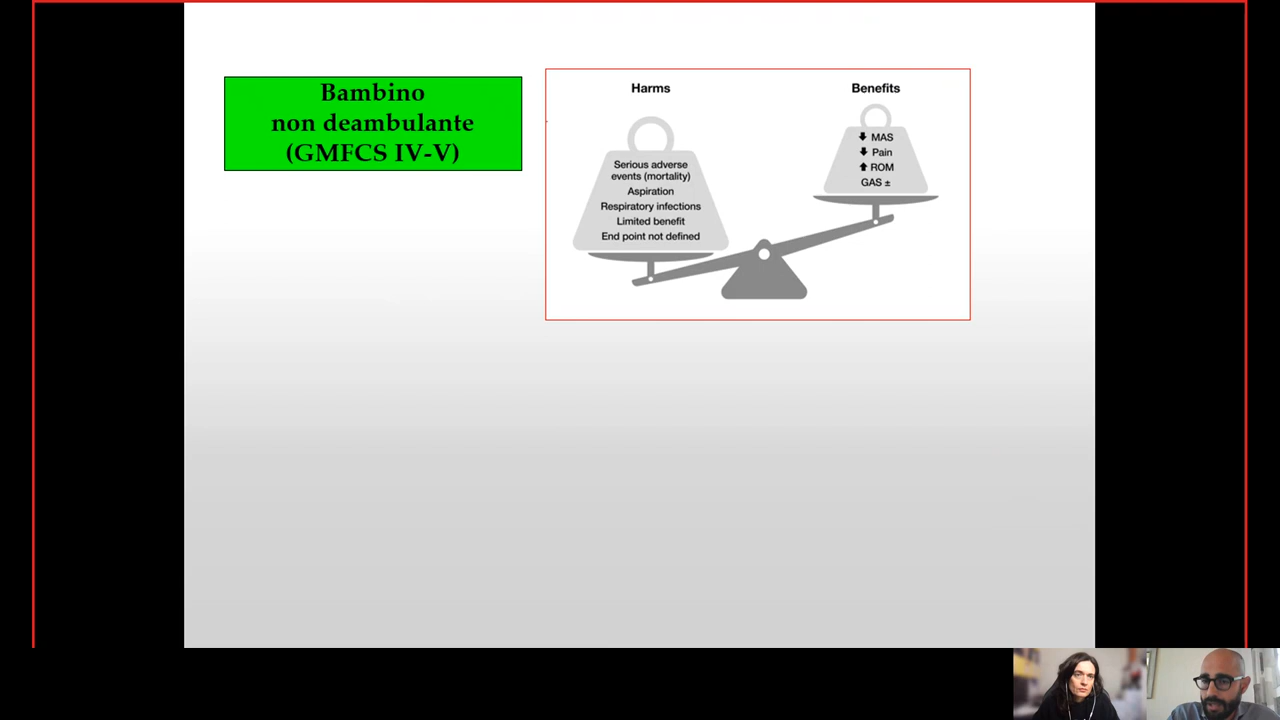 Bambino
non deambulante
(GMFCS IV-V)
Harms
Serious adverse
events (mortality)
Aspiration
Respiratory infections
Limited benefit
End point not defined
Benefits
🡇 MAS
🡇 Pain
🡅 ROM
GAS ±